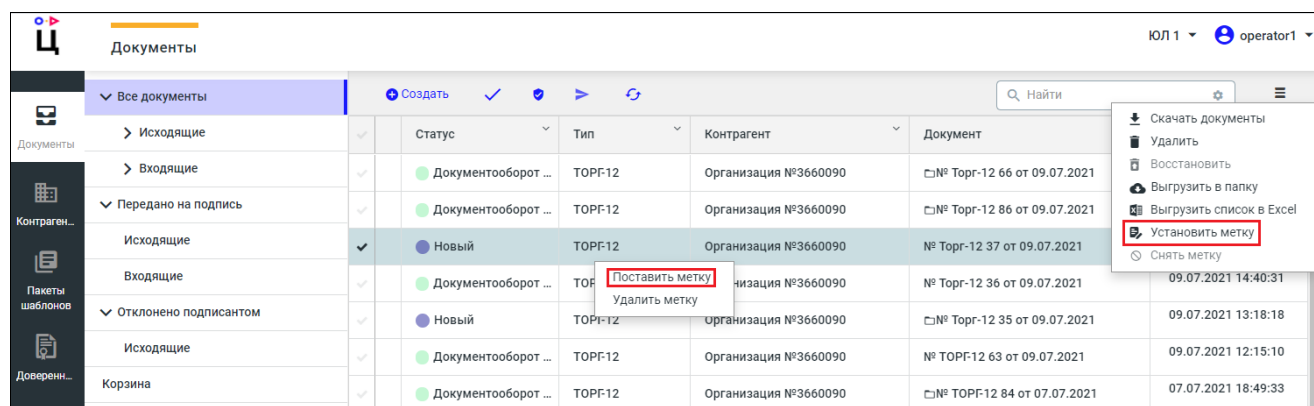 Ц
ЮЛ 1
operator1
Документы
Документы
Контраген...
Пакеты
шаблонов
Доверенн...
Все документы
Исходящие
Входящие
Передано на подпись
Исходящие
Входящие
Отклонено подписантом
Исходящие
Корзина
Создать
Найти
Статус Тип Контрагент Документ
Документооборот ... ТОРГ-12 Организация №3660090 № Торг-12 66 от 09.07.2021
Документооборот ... ТОРГ-12 Организация №3660090 № Торг-12 86 от 09.07.2021
Новый ТОРГ-12 Организация №3660090 № Торг-12 37 от 09.07.2021
Документооборот ... № Торг-12 36 от 09.07.2021 09.07.2021 14:40:31
Новый ТОРГ-12 Организация №3660090 № Торг-12 35 от 09.07.2021 09.07.2021 13:18:18
Документооборот ... ТОРГ-12 Организация №3660090 № ТОРГ-12 63 от 09.07.2021 09.07.2021 12:15:10
Документооборот ... ТОРГ-12 Организация №3660090 № ТОРГ-12 84 от 07.07.2021 07.07.2021 18:49:33
Поставить метку
Удалить метку
Скачать документы
Удалить
Восстановить
Выгрузить в папку
Выгрузить список в Excel
Установить метку
Снять метку